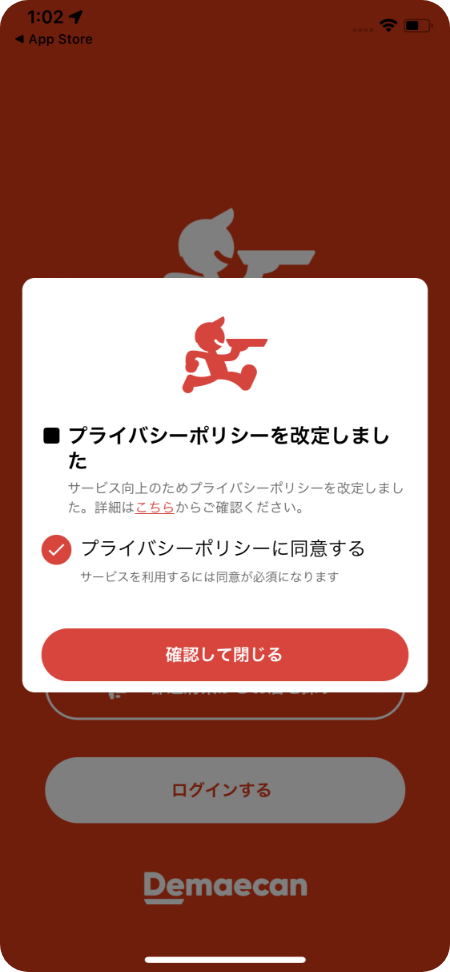 1:02
◀ App Store
■ プライバシーポリシーを改定しまし
た
サービス向上のためプライバシーポリシーを改定しまし
た。詳細はこちらからご確認ください。
プライバシーポリシーに同意する
サービスを利用するには同意が必須になります
確認して閉じる
ログインする
Demaecan